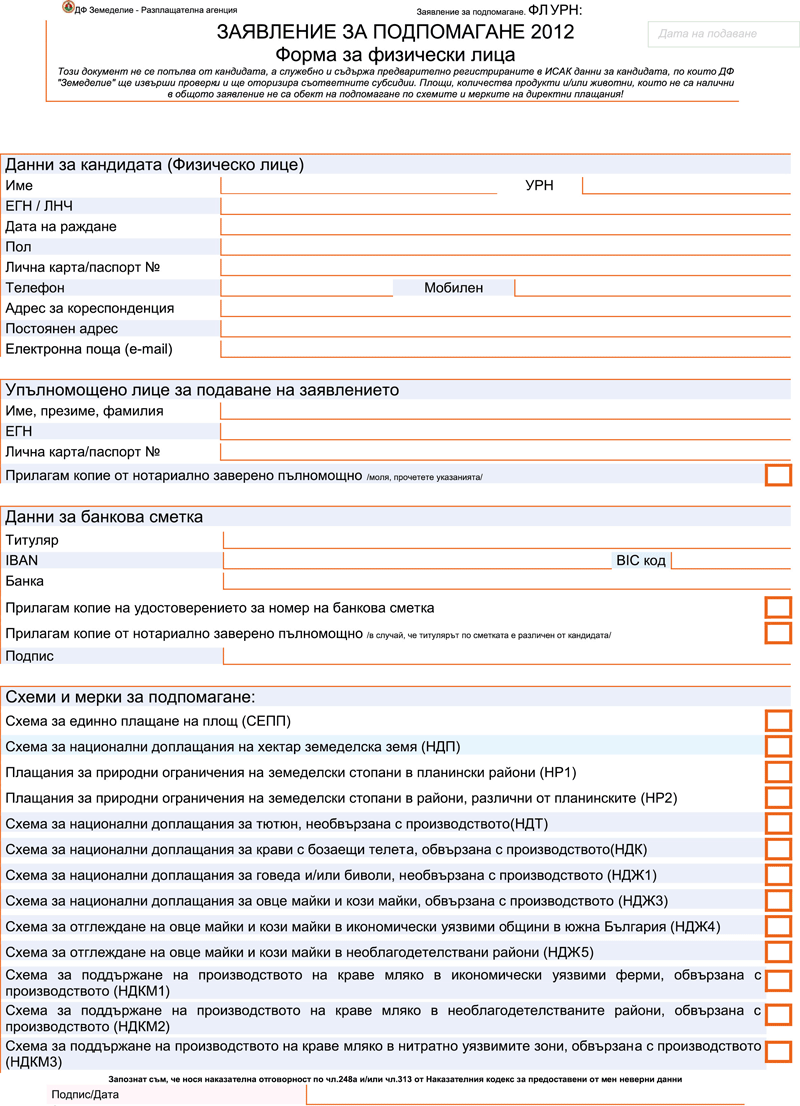 ДФ Земеделие - Разплащателна агенция
Заявление за подпомагане. ФЛ УРН:
ЗАЯВЛЕНИЕ ЗА ПОДПОМАГАНЕ 2012
Дата на подаване
Форма за физически лица
Този документ не се попълва от кандидата, а служебно и съдържа предварително регистрираните в ИСАК данни за кандидата, по които ДФ
"Земеделие" ще извърши проверки и ще оторизира съответните субсидии. Площи, количества продукти и/или животни, които не са налични
в общото заявление не са обект на подпомагане по схемите и мерките на директни плащания!
Данни за кандидата (Физическо лице)
Име УРН
ЕГН / ЛНЧ
Дата на раждане
Пол
Лична карта/паспорт №
Телефон Мобилен
Адрес за кореспонденция
Постоянен адрес
Електронна поща (e-mail)
Упълномощено лице за подаване на заявлението
Име, презиме, фамилия
ЕГН
Лична карта/паспорт №
Прилагам копие от нотариално заверено пълномощно /моля, прочетете указанията/
Данни за банкова сметка
Титуляр
IBAN BIC код
Банка
Прилагам копие на удостоверението за номер на банкова сметка
Прилагам копие от нотариално заверено пълномощно /в случай, че титулярът по сметката е различен от кандидата/
Подпис
Схеми и мерки за подпомагане:
Схема за единно плащане на площ (СЕПП)
Схема за национални доплащания на хектар земеделска земя (НДП)
Плащания за природни ограничения на земеделски стопани в планински райони (НР1)
Плащания за природни ограничения на земеделски стопани в райони, различни от планинските (НР2)
Схема за национални доплащания за тютюн, необвързана с производството(НДТ)
Схема за национални доплащания за крави с бозаещи телета, обвързана с производството(НДК)
Схема за национални доплащания за говеда и/или биволи, необвързана с производството (НДЖ1)
Схема за национални доплащания за овце майки и кози майки, обвързана с производството (НДЖ3)
Схема за отглеждане на овце майки и кози майки в икономически уязвими общини в южна България (НДЖ4)
Схема за отглеждане на овце майки и кози майки в необлагодетелствани райони (НДЖ5)
Схема за поддържане на производството на краве мляко в икономически уязвими ферми, обвързана с
производството (НДКМ1)
Схема за поддържане на производството на краве мляко в необлагодетелстваните райони, обвързана с
производството (НДКМ2)
Схема за поддържане на производството на краве мляко в нитратно уязвимите зони, обвързана с производството
(НДКМ3)
Запознат съм, че нося наказателна отговорност по чл.248а и/или чл.313 от Наказателния кодекс за предоставени от мен неверни данни
Подпис/Дата